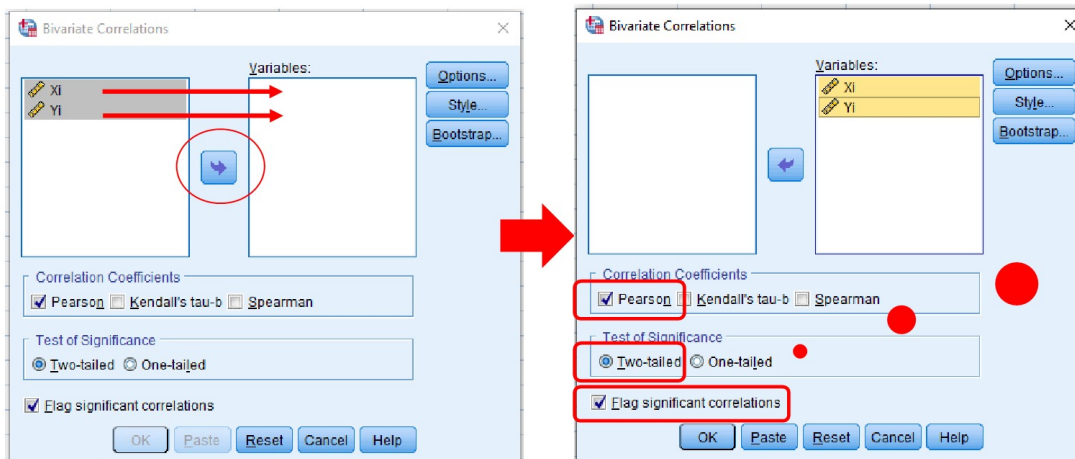 Bivariate Correlations
Variables:
Xi
Yi
Options...
Style...
Bootstrap...
Correlation Coefficients
Pearson Kendall's tau-b Spearman
Test of Significance
Two-tailed One-tailed
Flag significant correlations
OK Paste Reset Cancel Help
Bivariate Correlations
Variables:
Xi
Yi
Options...
Style...
Bootstrap...
Correlation Coefficients
Pearson Kendall's tau-b Spearman
Test of Significance
Two-tailed One-tailed
Flag significant correlations
OK Paste Reset Cancel Help